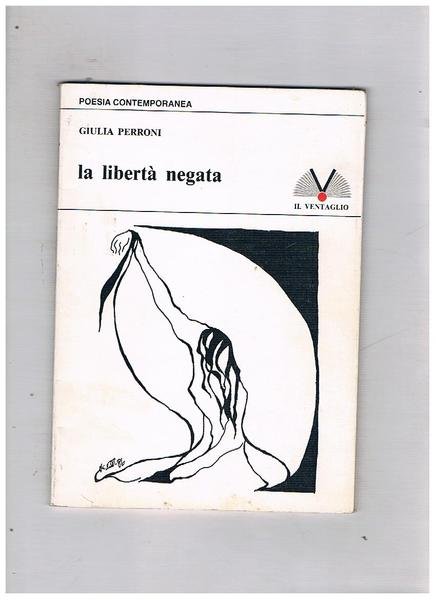 POESIA CONTEMPORANEA
GIULIA PERRONI
la libertà negata
IL VENTAGLIO